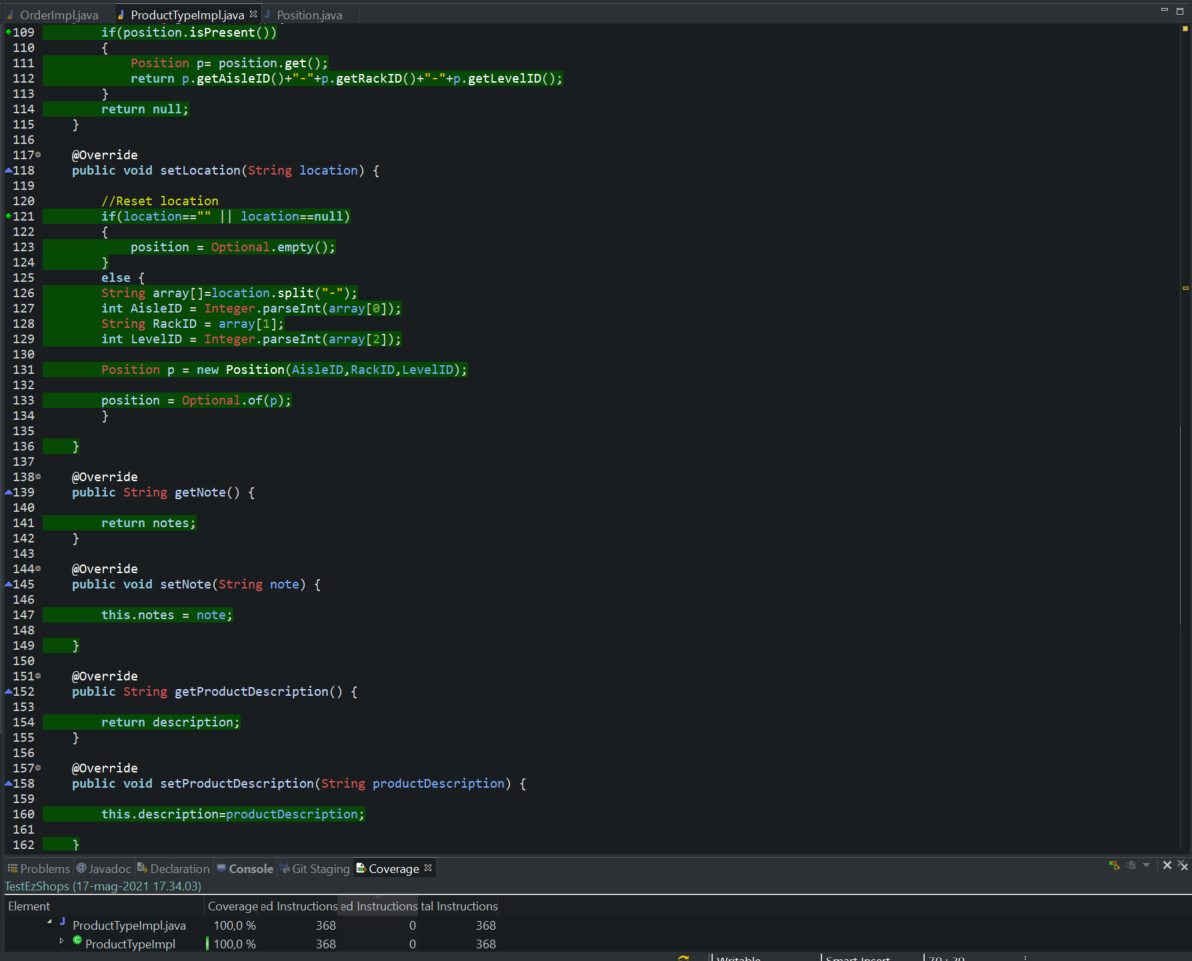 OrderImpl.java ProductTypeImpl.java Position.java
109 if(position.isPresent())
110 {
111 Position p= position.get();
112 return p.getAisleID()+"-"+p.getRackID()+"-"+p.getLevelID();
113 }
114 return null;
115 }
116
117 @Override
118 public void setLocation(String location) {
119
120 //Reset location
121 if(location=="" || location==null)
122 {
123 position = Optional.empty();
124 }
125 else {
126 String array[]=location.split("-");
127 int AisleID = Integer.parseInt(array[0]);
128 String RackID = array[1];
129 int LevelID = Integer.parseInt(array[2]);
130
131 Position p = new Position(AisleID,RackID,LevelID);
132
133 position = Optional.of(p);
134 }
135
136 }
137
138 @Override
139 public String getNote() {
140
141 return notes;
142 }
143
144 @Override
145 public void setNote(String note) {
146
147 this.notes = note;
148
149 }
150
151 @Override
152 public String getProductDescription() {
153
154 return description;
155 }
156
157 @Override
158 public void setProductDescription(String productDescription) {
159
160 this.description=productDescription;
161
162 }
Problems @ Javadoc Declaration Console Git Staging Coverage
TestEzShops (17-mag-2021 17.34.03)
Element Coverage ed Instructions ed Instructions tal Instructions
ProductTypeImpl.java 100,0 % 368 0 368
ProductTypeImpl 100,0 % 368 0 368
Writable Smart Insert